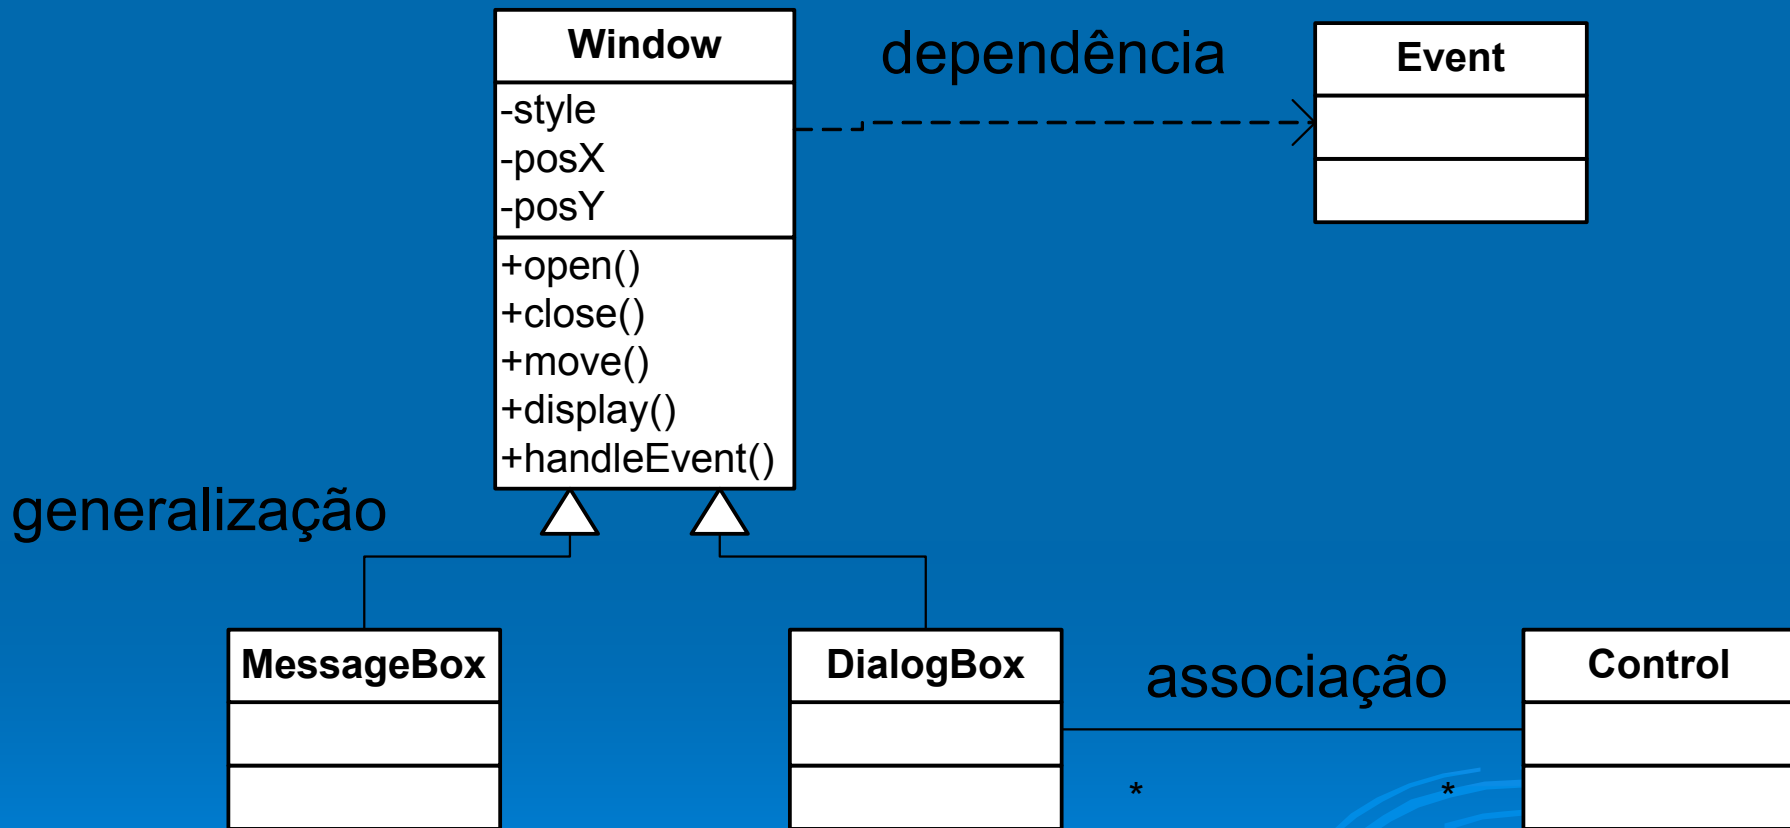 Window
dependência
Event
-style
-posX
-posY
+open()
+close()
+move()
+display()
+handleEvent()
generalização
MessageBox
DialogBox
associação
Control
*
*